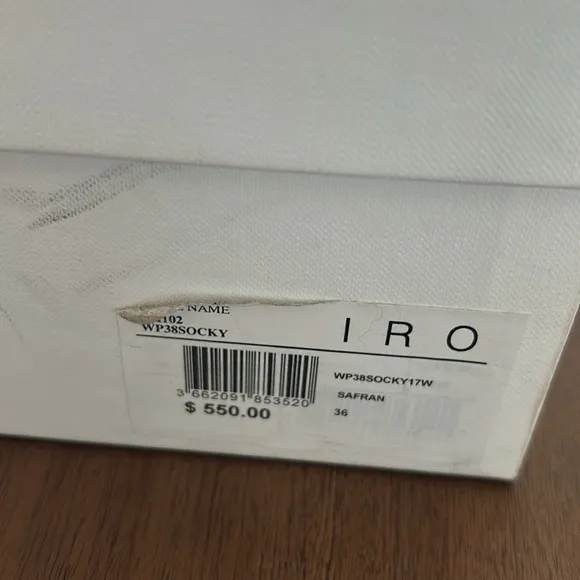 NAME
WP38SOCKY
IRO
3 662091 853520
$ 550.00
WP38SOCKY17W
SAFRAN
36